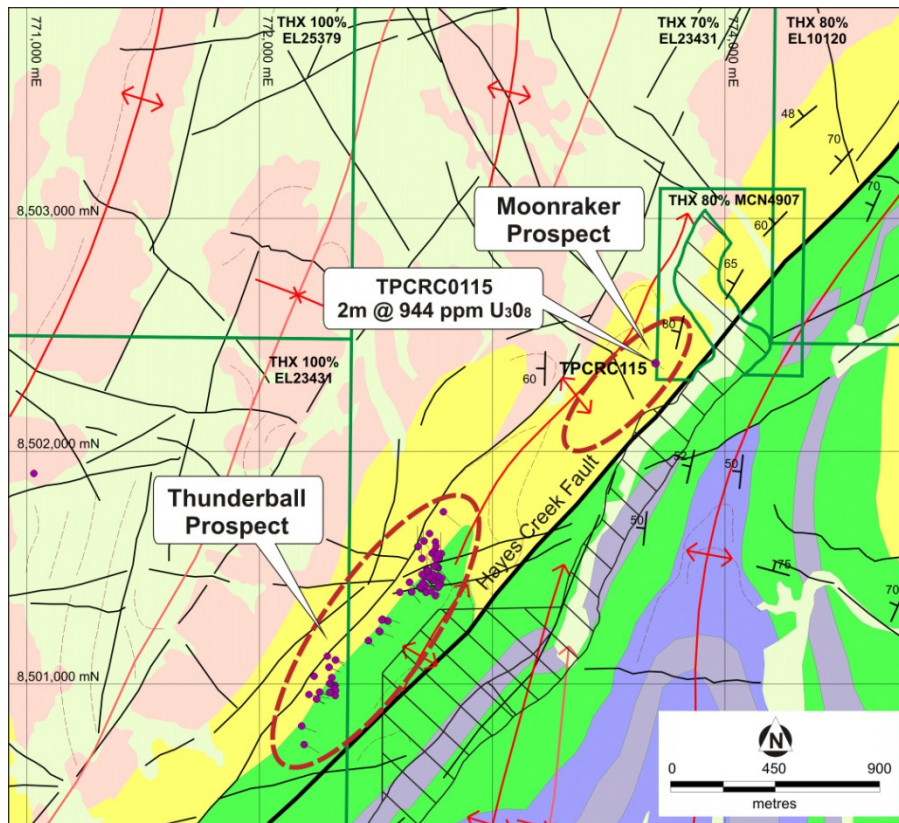 771,000 mE
772,000 mE
774,000 mE
THX 100%
EL25379
THX 70%
EL23431
THX 80%
EL10120
48
70
70
8,503,000 mN
Moonraker
Prospect
THX 80% MCN4907
60
65
TPCRC0115
2m @ 944 ppm U₃0₈
80
THX 100%
EL23431
60
TPCRC115
8,502,000 mN
52
50
Thunderball
Prospect
Hayes Creek Fault
50
75
70
8,501,000 mN
N
0 450 900
metres